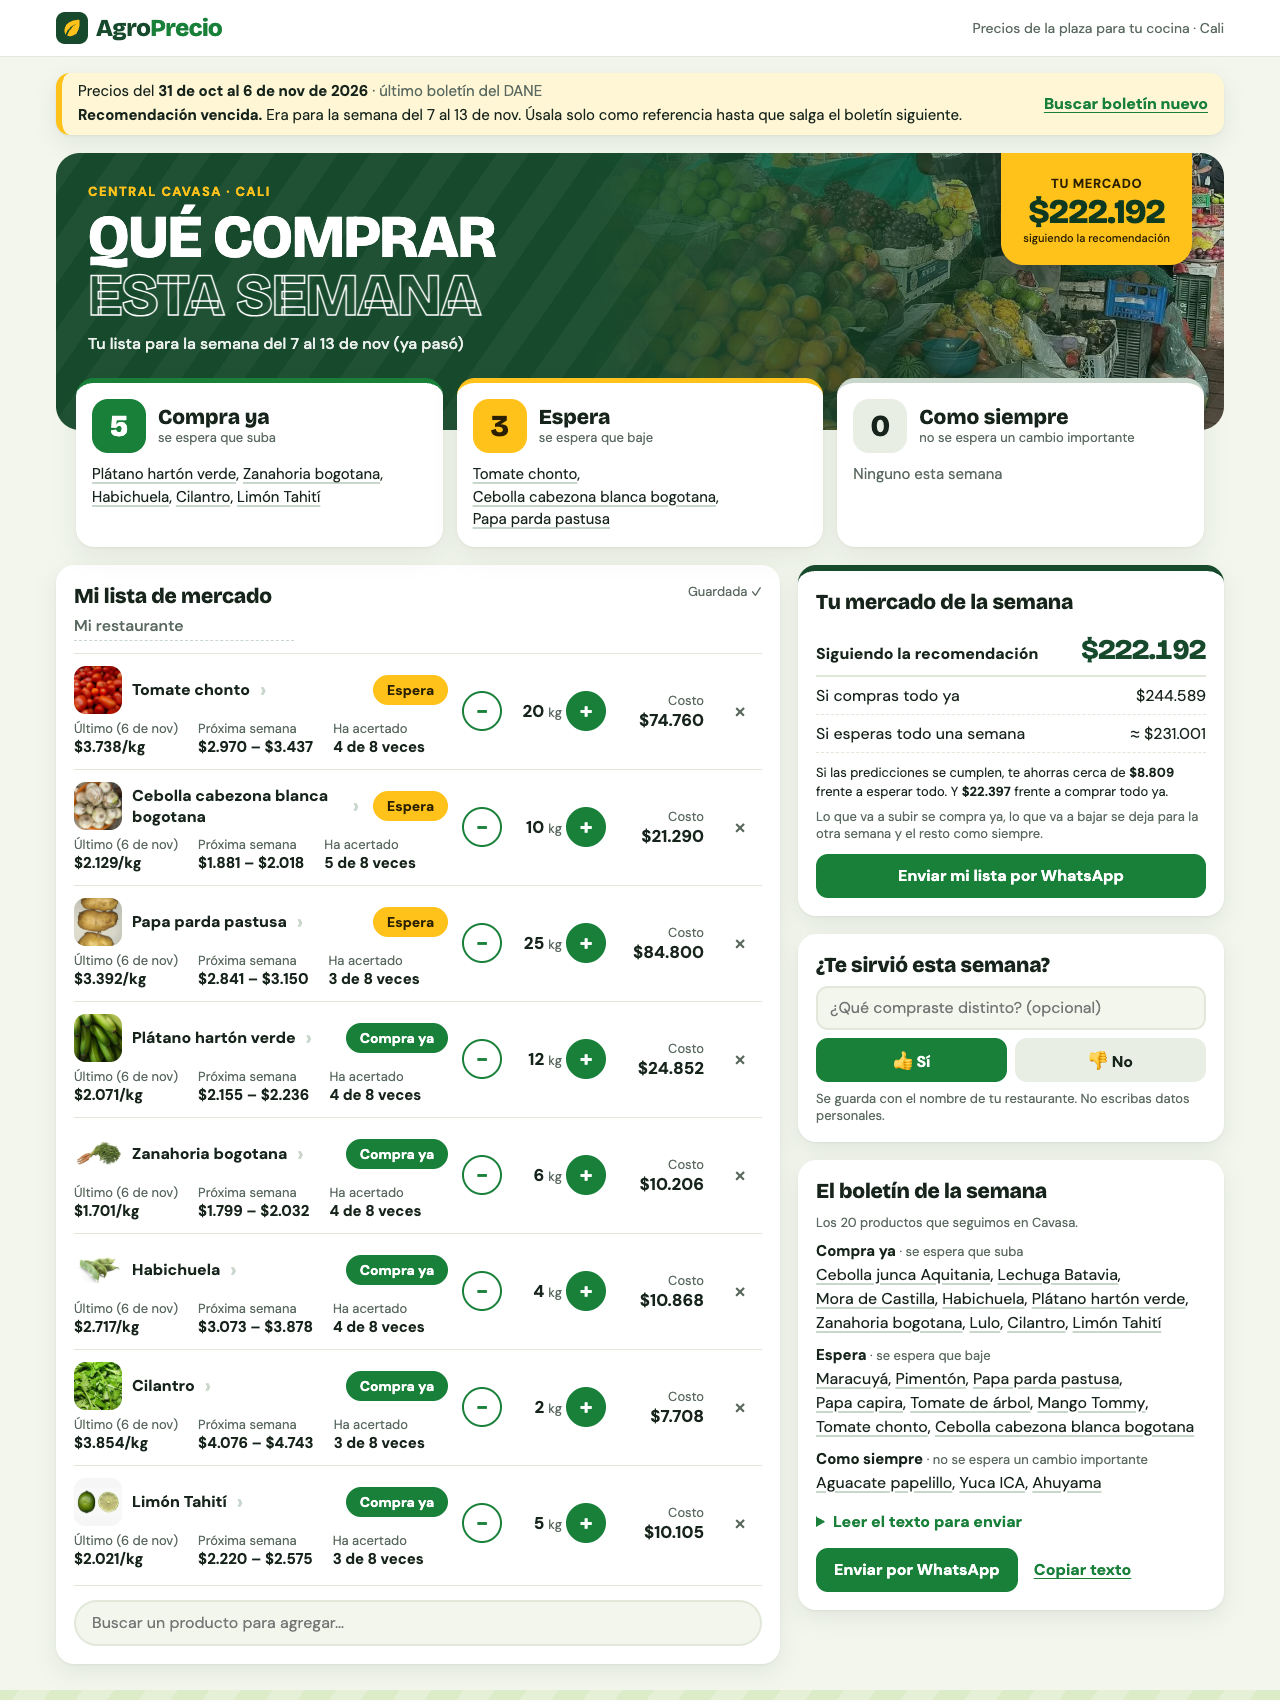 AgroPrecio
Precios de la plaza para tu cocina · Cali
Precios del 31 de oct al 6 de nov de 2026 · último boletín del DANE
Recomendación vencida. Era para la semana del 7 al 13 de nov. Úsala solo como referencia hasta que salga el boletín siguiente.
Buscar boletín nuevo
CENTRAL CAVASA · CALI
QUÉ COMPRAR
ESTA SEMANA
Tu lista para la semana del 7 al 13 de nov (ya pasó)
TU MERCADO
$222.192
siguiendo la recomendación
5
Compra ya
se espera que suba
Plátano hartón verde, Zanahoria bogotana,
Habichuela, Cilantro, Limón Tahití
3
Espera
se espera que baje
Tomate chonto,
Cebolla cabezona blanca bogotana,
Papa parda pastusa
0
Como siempre
no se espera un cambio importante
Ninguno esta semana
Mi lista de mercado
Guardada ✓
Mi restaurante
Tomate chonto ›
Espera
Último (6 de nov) Próxima semana Ha acertado
$3.738/kg $2.970 – $3.437 4 de 8 veces
− 20 kg +
Costo
$74.760
×
Cebolla cabezona blanca
bogotana ›
Espera
Último (6 de nov) Próxima semana Ha acertado
$2.129/kg $1.881 – $2.018 5 de 8 veces
− 10 kg +
Costo
$21.290
×
Papa parda pastusa ›
Espera
Último (6 de nov) Próxima semana Ha acertado
$3.392/kg $2.841 – $3.150 3 de 8 veces
− 25 kg +
Costo
$84.800
×
Plátano hartón verde ›
Compra ya
Último (6 de nov) Próxima semana Ha acertado
$2.071/kg $2.155 – $2.236 4 de 8 veces
− 12 kg +
Costo
$24.852
×
Zanahoria bogotana ›
Compra ya
Último (6 de nov) Próxima semana Ha acertado
$1.701/kg $1.799 – $2.032 4 de 8 veces
− 6 kg +
Costo
$10.206
×
Habichuela ›
Compra ya
Último (6 de nov) Próxima semana Ha acertado
$2.717/kg $3.073 – $3.878 4 de 8 veces
− 4 kg +
Costo
$10.868
×
Cilantro ›
Compra ya
Último (6 de nov) Próxima semana Ha acertado
$3.854/kg $4.076 – $4.743 3 de 8 veces
− 2 kg +
Costo
$7.708
×
Limón Tahití ›
Compra ya
Último (6 de nov) Próxima semana Ha acertado
$2.021/kg $2.220 – $2.575 3 de 8 veces
− 5 kg +
Costo
$10.105
×
Buscar un producto para agregar...
Tu mercado de la semana
Siguiendo la recomendación $222.192
Si compras todo ya $244.589
Si esperas todo una semana ≈ $231.001
Si las predicciones se cumplen, te ahorras cerca de $8.809
frente a esperar todo. Y $22.397 frente a comprar todo ya.
Lo que va a subir se compra ya, lo que va a bajar se deja para la
otra semana y el resto como siempre.
Enviar mi lista por WhatsApp
¿Te sirvió esta semana?
¿Qué compraste distinto? (opcional)
👍 Sí
👎 No
Se guarda con el nombre de tu restaurante. No escribas datos
personales.
El boletín de la semana
Los 20 productos que seguimos en Cavasa.
Compra ya · se espera que suba
Cebolla junca Aquitania, Lechuga Batavia,
Mora de Castilla, Habichuela, Plátano hartón verde,
Zanahoria bogotana, Lulo, Cilantro, Limón Tahití
Espera · se espera que baje
Maracuyá, Pimentón, Papa parda pastusa,
Papa capira, Tomate de árbol, Mango Tommy,
Tomate chonto, Cebolla cabezona blanca bogotana
Como siempre · no se espera un cambio importante
Aguacate papelillo, Yuca ICA, Ahuyama
▶ Leer el texto para enviar
Enviar por WhatsApp
Copiar texto